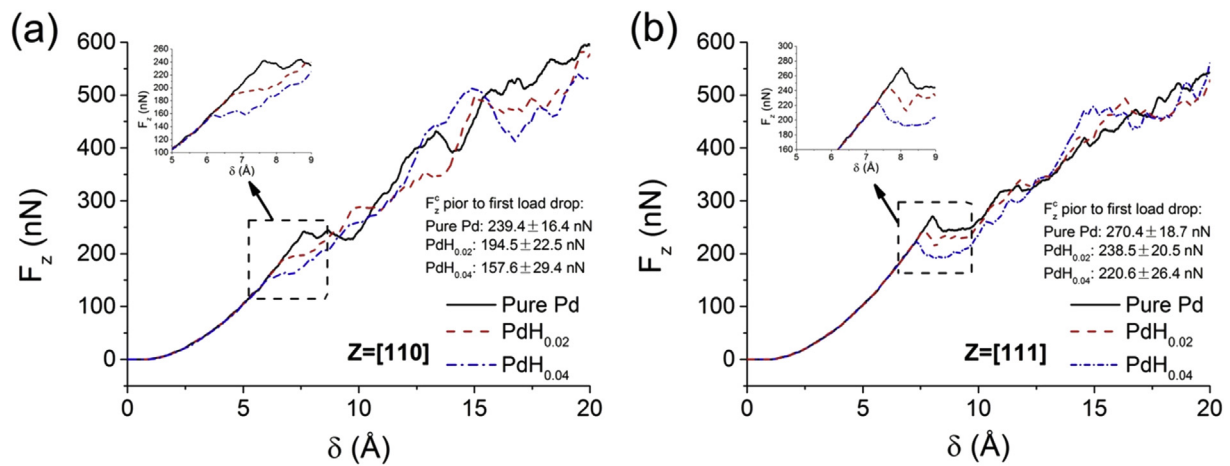 (a)
600
500
400
300
200
100
0
F_z (nN)
0 5 10 15 20
δ (Å)
260
240
220
200
180
160
140
120
100
F_z (nN)
5 6 7 8 9
δ (Å)
F_z^c pior to first load drop:
Pure Pd: 239.4±16.4 nN
PdH_0.02: 194.5±22.5 nN
PdH_0.04: 157.6±29.4 nN
Pure Pd
PdH_0.02
PdH_0.04
Z=[110]
(b)
600
500
400
300
200
100
0
F_z (nN)
0 5 10 15 20
δ (Å)
300
280
260
240
220
200
180
160
F_z (nN)
5 6 7 8 9
δ (Å)
F_z^c pior to first load drop:
Pure Pd: 270.4±18.7 nN
PdH_0.02: 238.5±20.5 nN
PdH_0.04: 220.6±26.4 nN
Pure Pd
PdH_0.02
PdH_0.04
Z=[111]